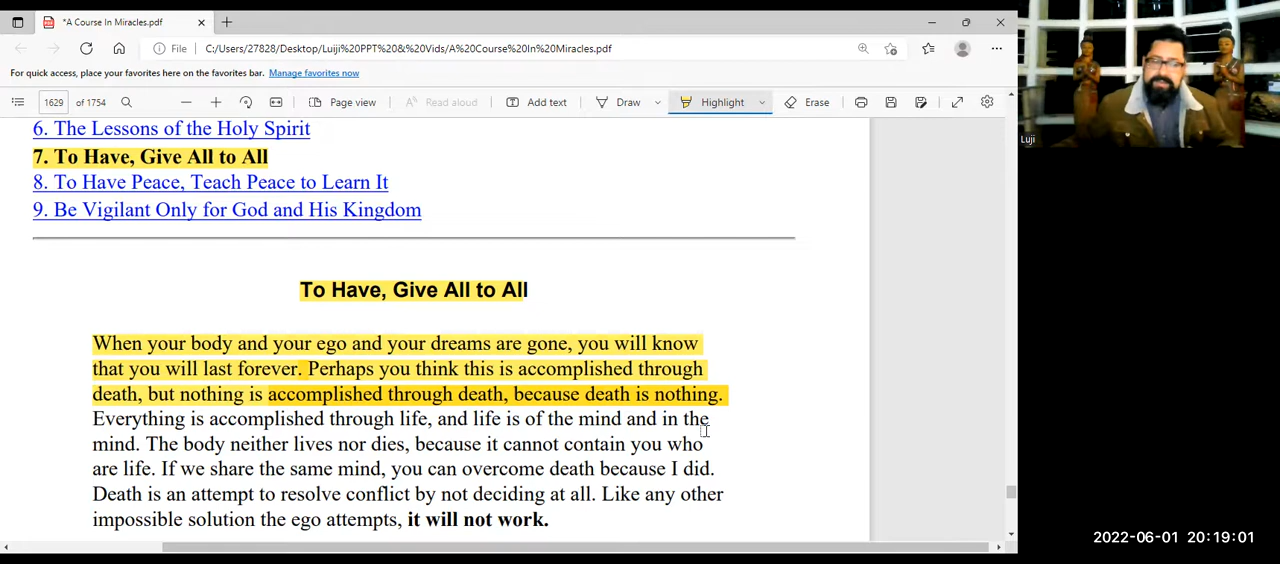 *A Course In Miracles.pdf
File C:/Users/27828/Desktop/Luiji%20PPT%20&%20Vids/A%20Course%20In%20Miracles.pdf
For quick access, place your favorites here on the favorites bar. Manage favorites now
1629 of 1754 Page view Read aloud Add text Draw Highlight Erase
6. The Lessons of the Holy Spirit
7. To Have, Give All to All
8. To Have Peace, Teach Peace to Learn It
9. Be Vigilant Only for God and His Kingdom
To Have, Give All to All
When your body and your ego and your dreams are gone, you will know
that you will last forever. Perhaps you think this is accomplished through
death, but nothing is accomplished through death, because death is nothing.
Everything is accomplished through life, and life is of the mind and in the
mind. The body neither lives nor dies, because it cannot contain you who
are life. If we share the same mind, you can overcome death because I did.
Death is an attempt to resolve conflict by not deciding at all. Like any other
impossible solution the ego attempts, it will not work.
Luji
2022-06-01 20:19:01